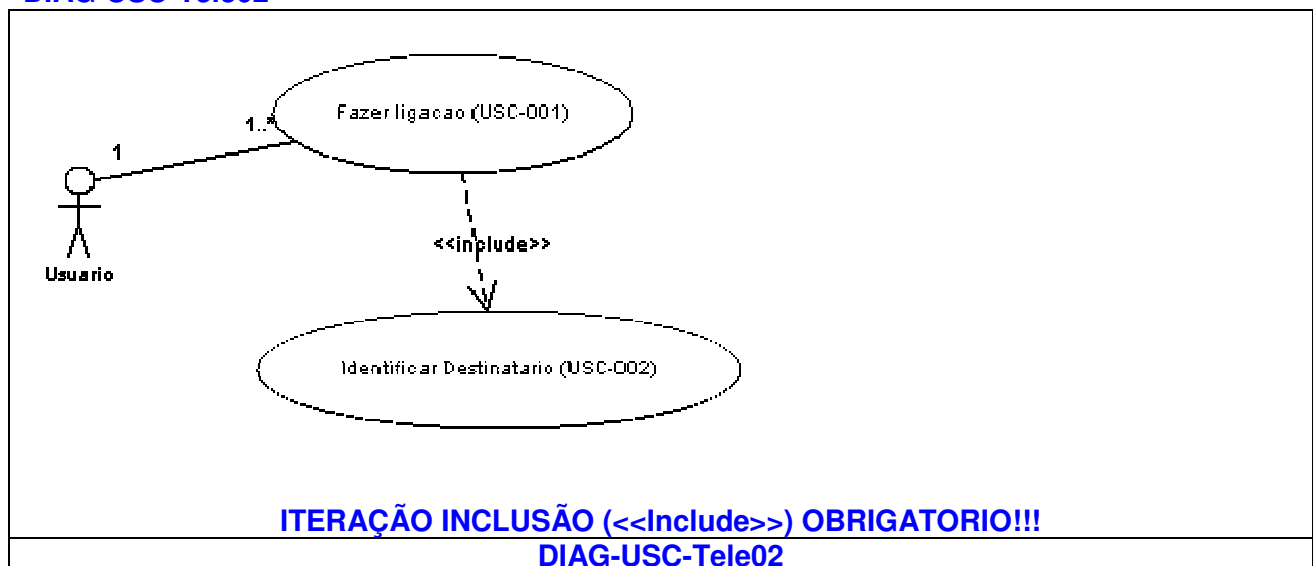 Fazer ligacao (USC-001)
1..*
1
<<include>>
Usuario
Identificar Destinatario (USC-002)
ITERAÇÃO INCLUSÃO (<<Include>>) OBRIGATORIO!!!
DIAG-USC-Tele02